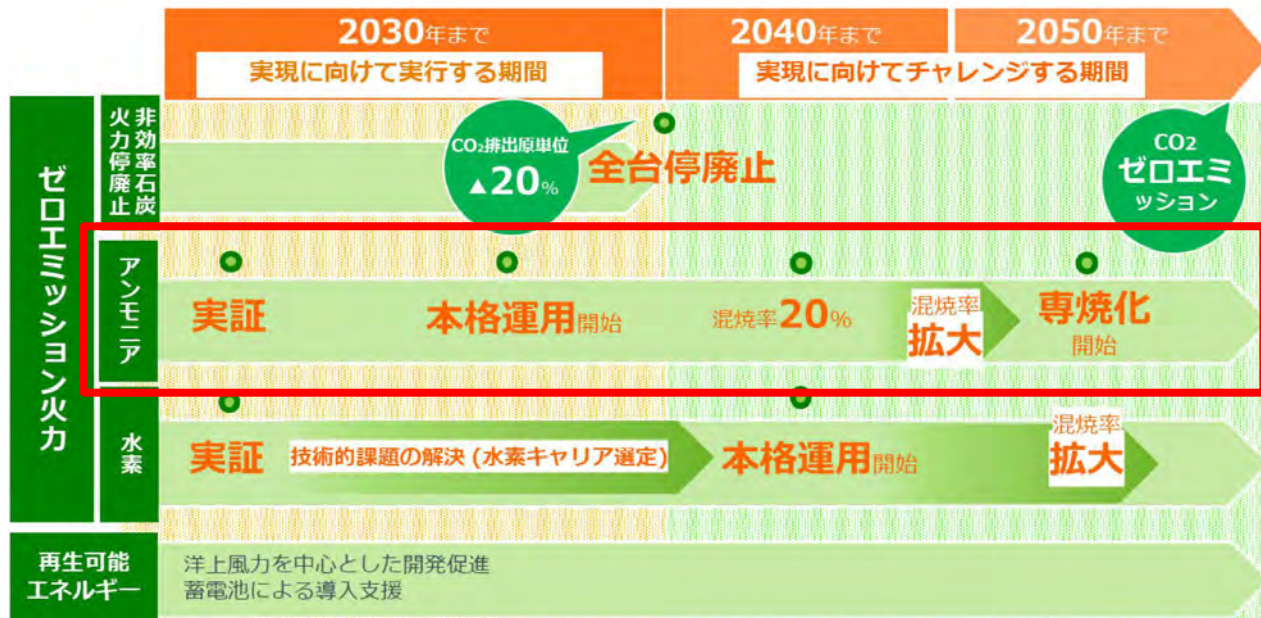 2030年まで
実現に向けて実行する期間
2040年まで
2050年まで
実現に向けてチャレンジする期間
ゼロエミッション火力
非効率石炭
火力停廃止
CO₂排出原単位
▲20%
全台停廃止
CO2
ゼロエミ
ッション
アンモニア
実証
本格運用開始
混焼率20%
混焼率
拡大
専焼化
開始
水素
実証
技術的課題の解決 (水素キャリア選定)
本格運用開始
混焼率
拡大
再生可能
エネルギー
洋上風力を中心とした開発促進
蓄電池による導入支援